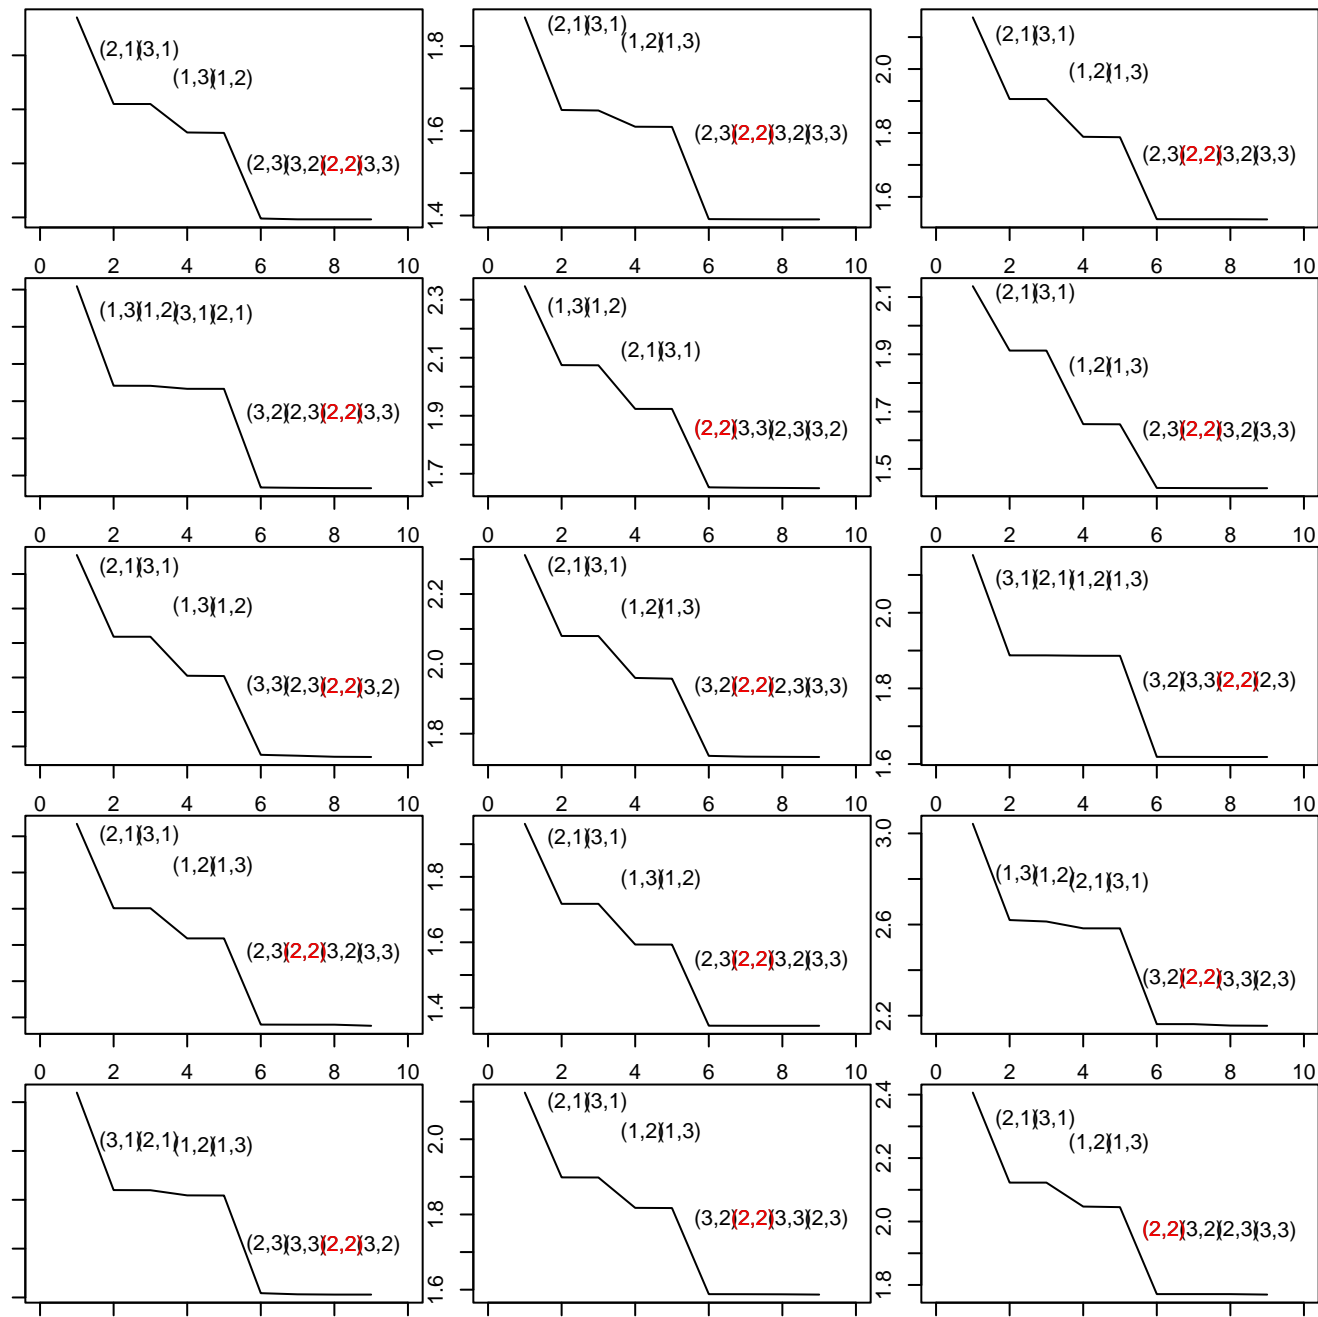 (2,1)(3,1)
(1,3)(1,2)
(2,3)(3,2)(2,2)(3,3)
0 2 4 6 8 10
1.4 1.6 1.8
(2,1)(3,1)
(1,2)(1,3)
(2,3)(2,2)(3,2)(3,3)
0 2 4 6 8 10
1.6 1.8 2.0
(2,1)(3,1)
(1,2)(1,3)
(2,3)(2,2)(3,2)(3,3)
0 2 4 6 8 10
(1,3)(1,2)(3,1)(2,1)
(3,2)(2,3)(2,2)(3,3)
0 2 4 6 8 10
1.7 1.9 2.1 2.3
(1,3)(1,2)
(2,1)(3,1)
(2,2)(3,3)(2,3)(3,2)
0 2 4 6 8 10
1.5 1.7 1.9 2.1
(2,1)(3,1)
(1,2)(1,3)
(2,3)(2,2)(3,2)(3,3)
0 2 4 6 8 10
(2,1)(3,1)
(1,3)(1,2)
(3,3)(2,3)(2,2)(3,2)
0 2 4 6 8 10
1.8 2.0 2.2
(2,1)(3,1)
(1,2)(1,3)
(3,2)(2,2)(2,3)(3,3)
0 2 4 6 8 10
1.6 1.8 2.0
(3,1)(2,1)(1,2)(1,3)
(3,2)(3,3)(2,2)(2,3)
0 2 4 6 8 10
(2,1)(3,1)
(1,2)(1,3)
(2,3)(2,2)(3,2)(3,3)
0 2 4 6 8 10
1.4 1.6 1.8
(2,1)(3,1)
(1,3)(1,2)
(2,3)(2,2)(3,2)(3,3)
0 2 4 6 8 10
2.2 2.6 3.0
(1,3)(1,2)(2,1)(3,1)
(3,2)(2,2)(3,3)(2,3)
0 2 4 6 8 10
(3,1)(2,1)(1,2)(1,3)
(2,3)(3,3)(2,2)(3,2)
1.6 1.8 2.0
(2,1)(3,1)
(1,2)(1,3)
(3,2)(2,2)(3,3)(2,3)
1.8 2.0 2.2 2.4
(2,1)(3,1)
(1,2)(1,3)
(2,2)(3,2)(2,3)(3,3)